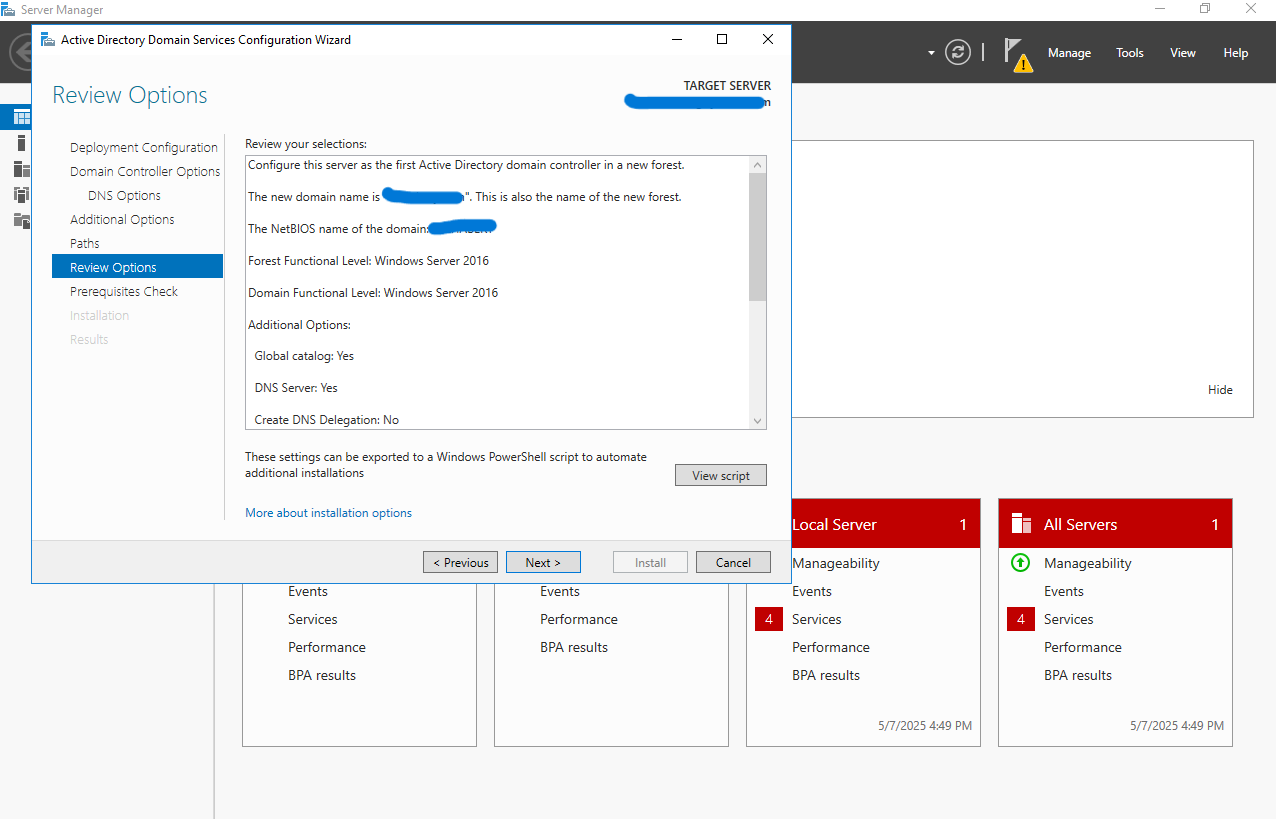 Server Manager
Active Directory Domain Services Configuration Wizard
Manage Tools View Help
Review Options
TARGET SERVER
Deployment Configuration
Domain Controller Options
DNS Options
Additional Options
Paths
Review Options
Prerequisites Check
Installation
Results
Review your selections:
Configure this server as the first Active Directory domain controller in a new forest.
The new domain name is ". This is also the name of the new forest.
The NetBIOS name of the domain:
Forest Functional Level: Windows Server 2016
Domain Functional Level: Windows Server 2016
Additional Options:
Global catalog: Yes
DNS Server: Yes
Create DNS Delegation: No
These settings can be exported to a Windows PowerShell script to automate
additional installations
View script
More about installation options
< Previous
Next >
Install
Cancel
Hide
Events
Services
Performance
BPA results
Events
Performance
BPA results
Local Server 1
Manageability
Events
4 Services
Performance
BPA results
5/7/2025 4:49 PM
All Servers 1
Manageability
Events
4 Services
Performance
BPA results
5/7/2025 4:49 PM